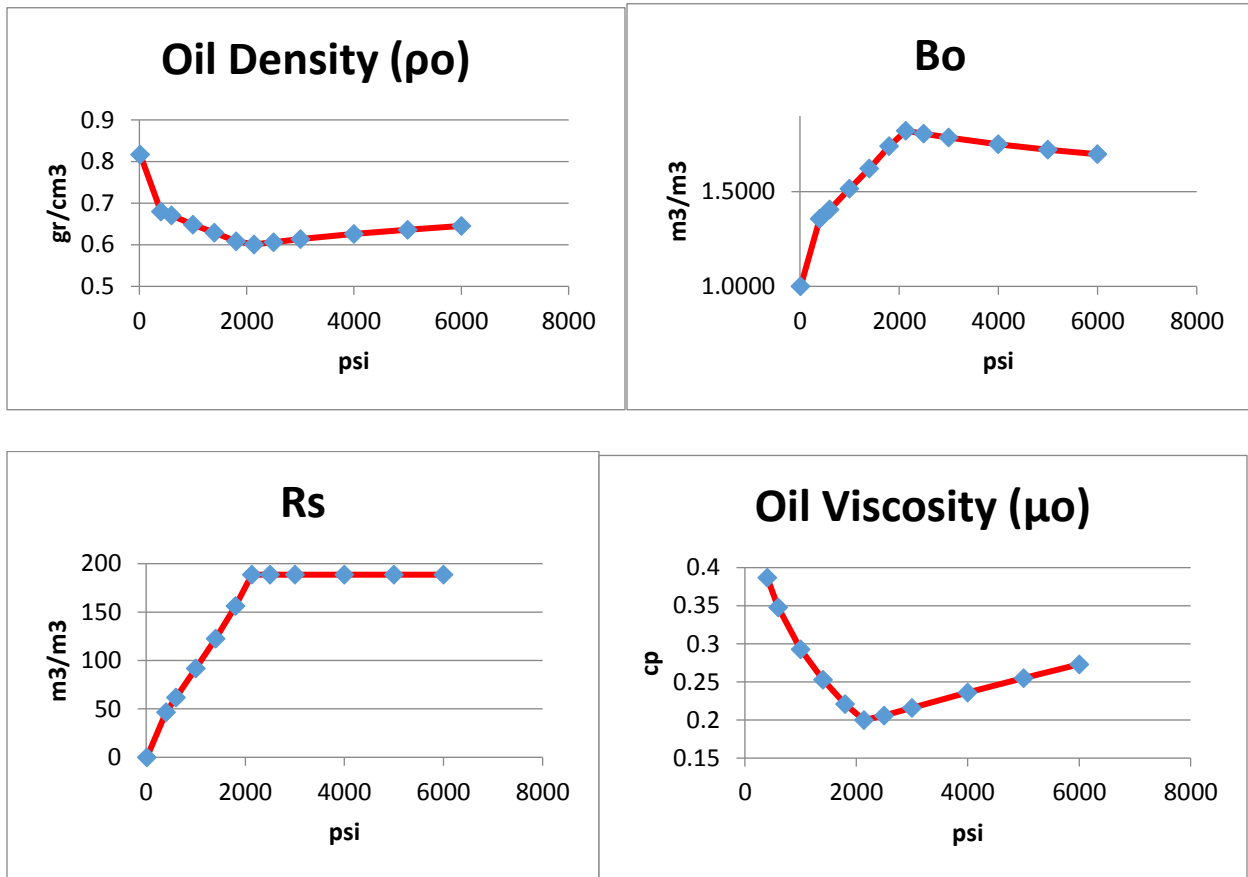 Oil Density (ρo)
gr/cm3
0.9
0.8
0.7
0.6
0.5
0 2000 4000 6000 8000
psi
Bo
m3/m3
1.5000
1.0000
0 2000 4000 6000 8000
psi
Rs
m3/m3
200
150
100
50
0
0 2000 4000 6000 8000
psi
Oil Viscosity (μo)
cp
0.4
0.35
0.3
0.25
0.2
0.15
0 2000 4000 6000 8000
psi